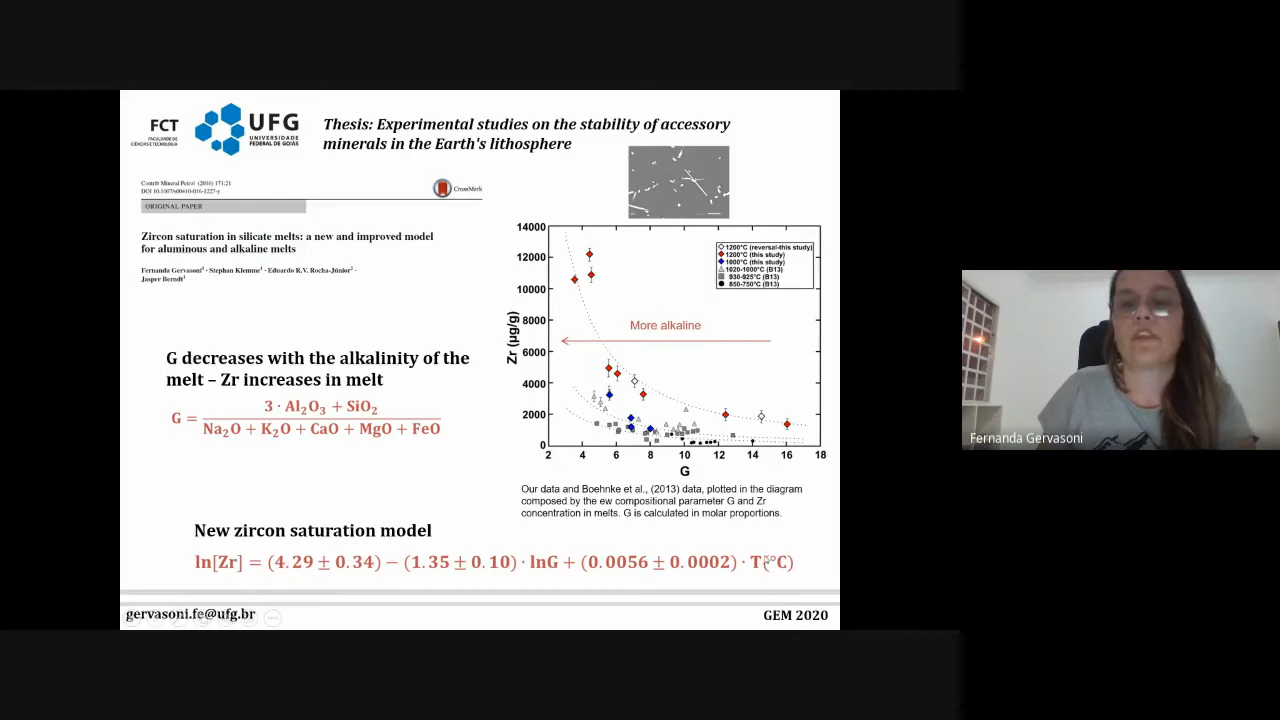 FCT
FACULDADE DE
CIÊNCIAS E TECNOLOGIA
UFG
UNIVERSIDADE
FEDERAL DE GOIÁS
Thesis: Experimental studies on the stability of accessory
minerals in the Earth's lithosphere
Contrib Mineral Petrol (2016) 171:21
DOI 10.1007/s00410-016-1227-y
CrossMark
ORIGINAL PAPER
Zircon saturation in silicate melts: a new and improved model
for aluminous and alkaline melts
Fernanda Gervasoni¹ · Stephan Klemme¹ · Eduardo R.V. Rocha-Júnior² ·
Jasper Berndt¹
G decreases with the alkalinity of the
melt – Zr increases in melt
G = (3 · Al₂O₃ + SiO₂) / (Na₂O + K₂O + CaO + MgO + FeO)
14000
12000
10000
8000
6000
4000
2000
0
Zr (µg/g)
1200°C (reversal-this study)
1200°C (this study)
1000°C (this study)
1020-1000°C (B13)
930-925°C (B13)
850-750°C (B13)
More alkaline
2 4 6 8 10 12 14 16 18
G
Our data and Boehnke et al., (2013) data, plotted in the diagram
composed by the ew compositional parameter G and Zr
concentration in melts. G is calculated in molar proportions.
New zircon saturation model
ln[Zr] = (4.29 ± 0.34) − (1.35 ± 0.10) · lnG + (0.0056 ± 0.0002) · T(°C)
gervasoni.fe@ufg.br
GEM 2020
Fernanda Gervasoni